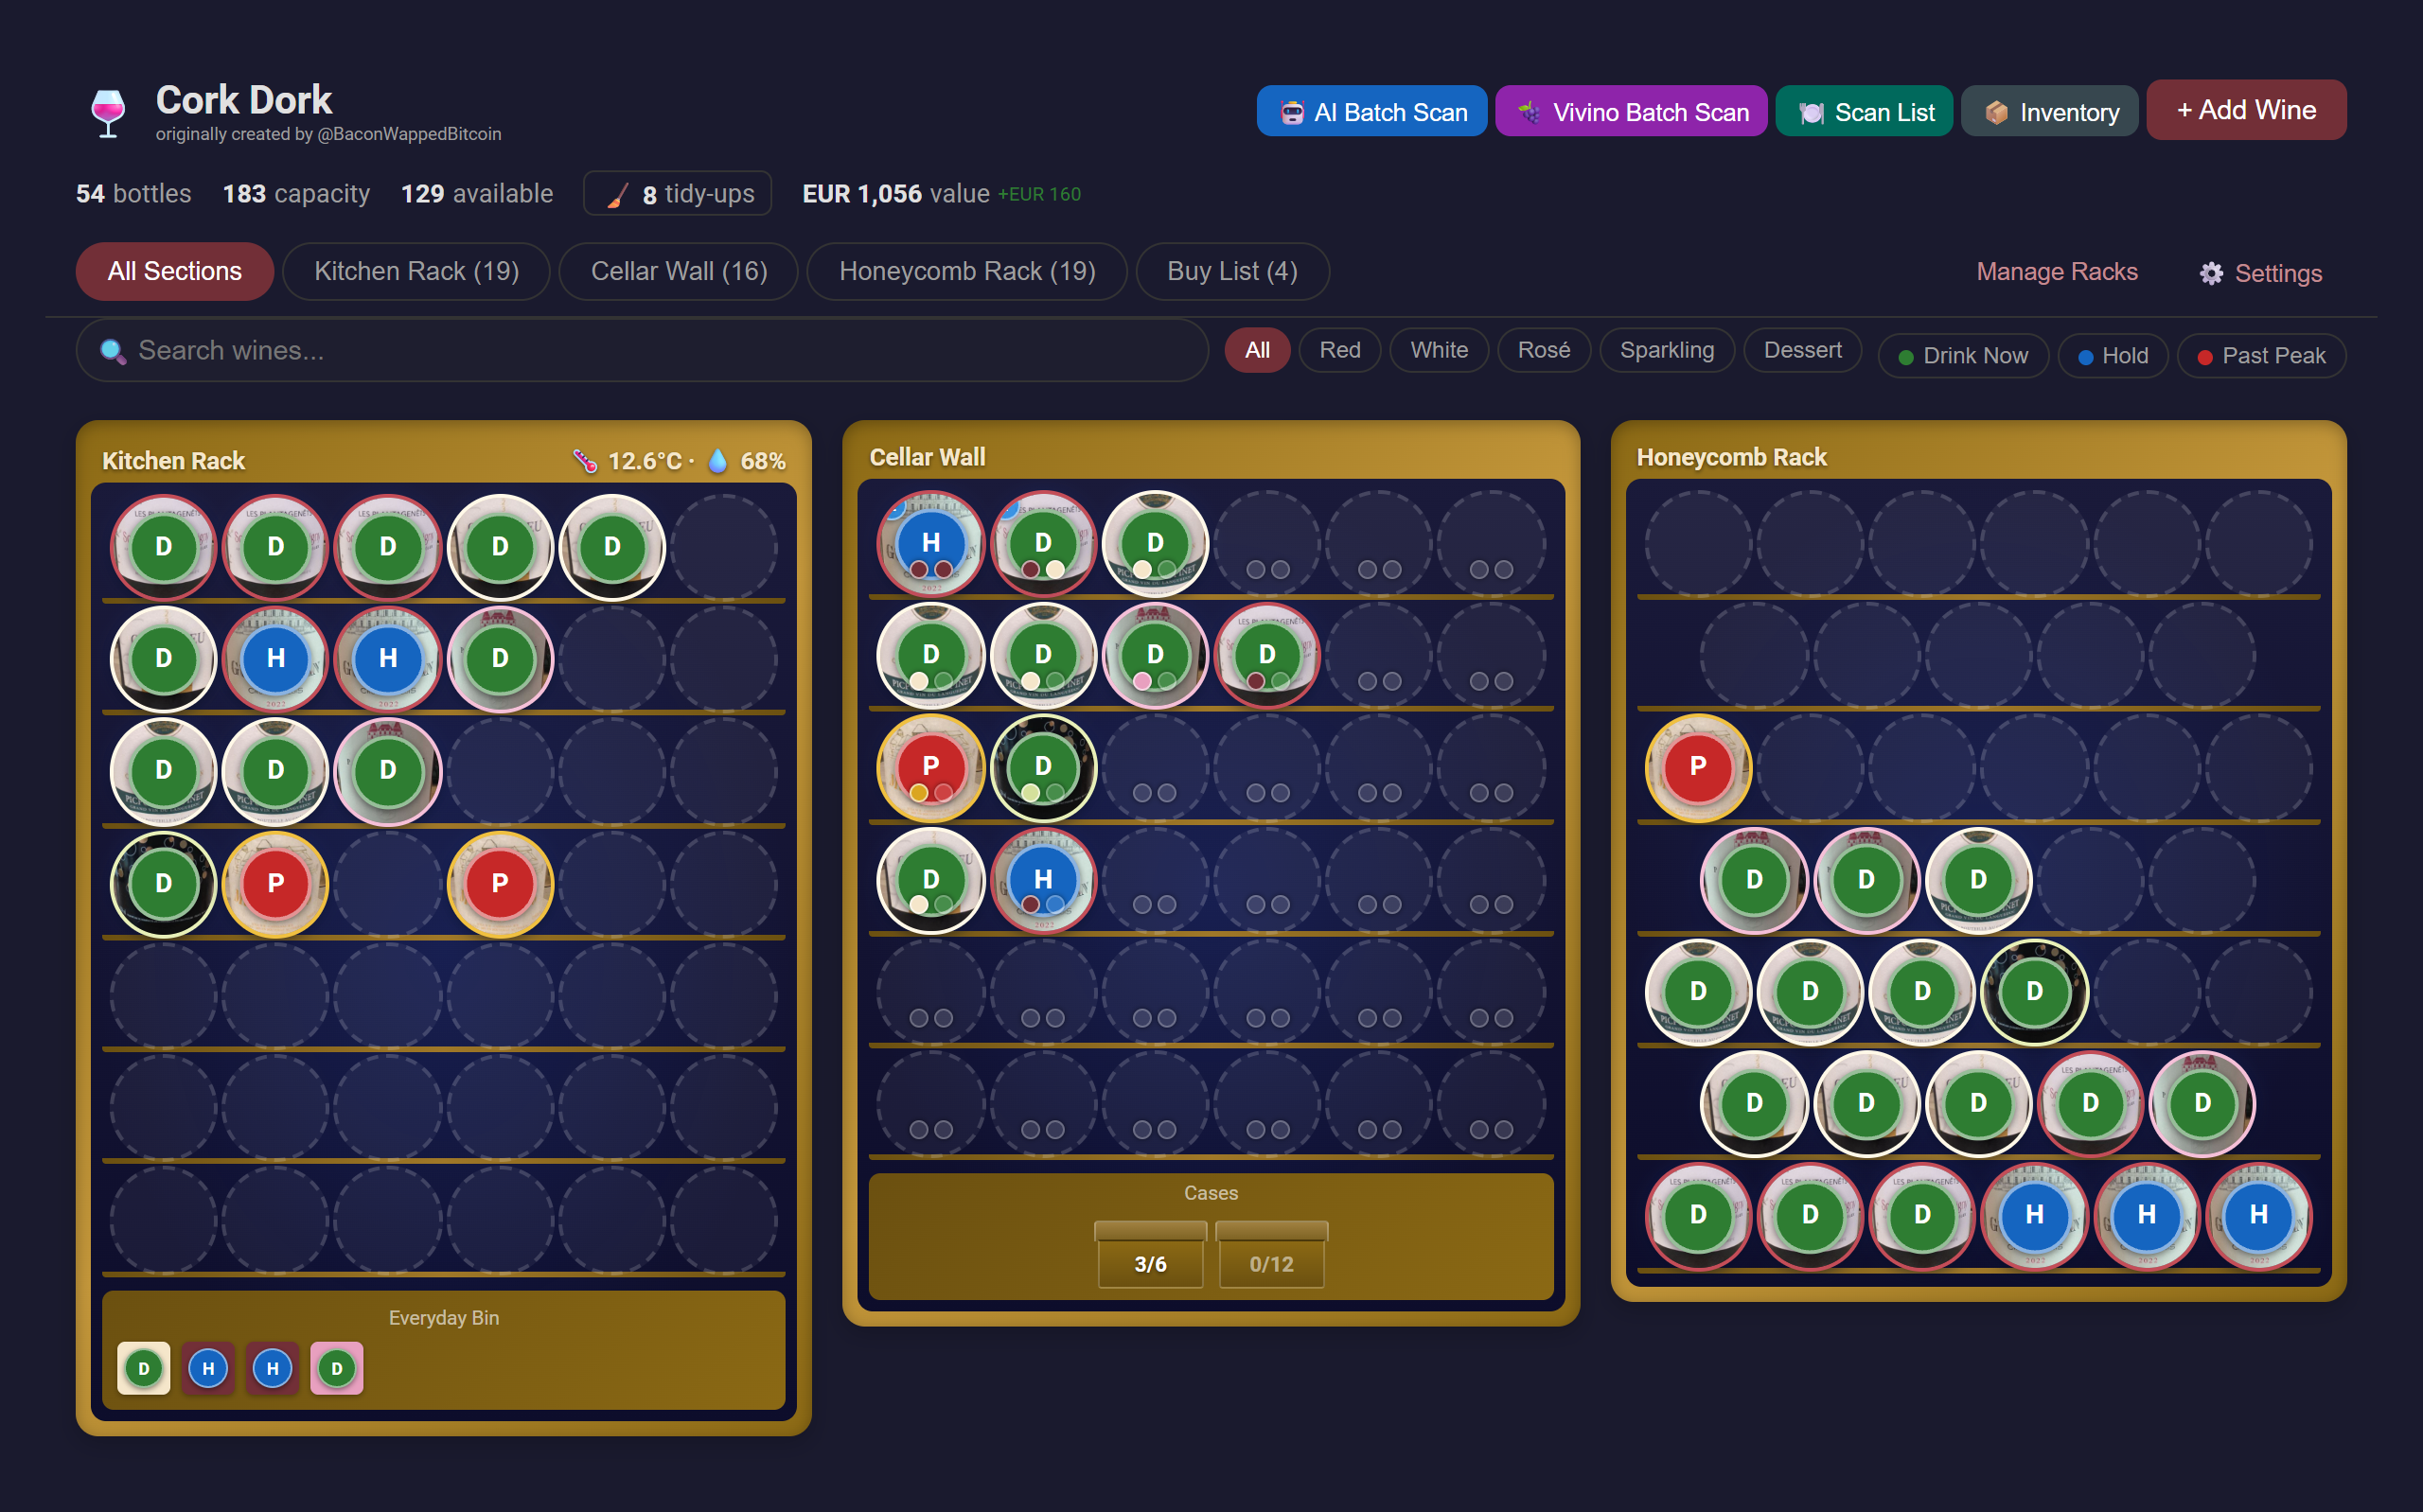 Cork Dork
originally created by @BaconWappedBitcoin
AI Batch Scan
Vivino Batch Scan
Scan List
Inventory
+ Add Wine
54 bottles 183 capacity 129 available 8 tidy-ups EUR 1,056 value +EUR 160
All Sections
Kitchen Rack (19)
Cellar Wall (16)
Honeycomb Rack (19)
Buy List (4)
Manage Racks
Settings
Search wines...
All
Red
White
Rosé
Sparkling
Dessert
Drink Now
Hold
Past Peak
Kitchen Rack 12.6°C · 68%
D D D D D
D H H D
D D D
D P P
Everyday Bin
D H H D
Cellar Wall
H D D
D D D D
P D
D H
Cases
3/6 0/12
Honeycomb Rack
P
D D D
D D D D
D D D D D
D D D H H H